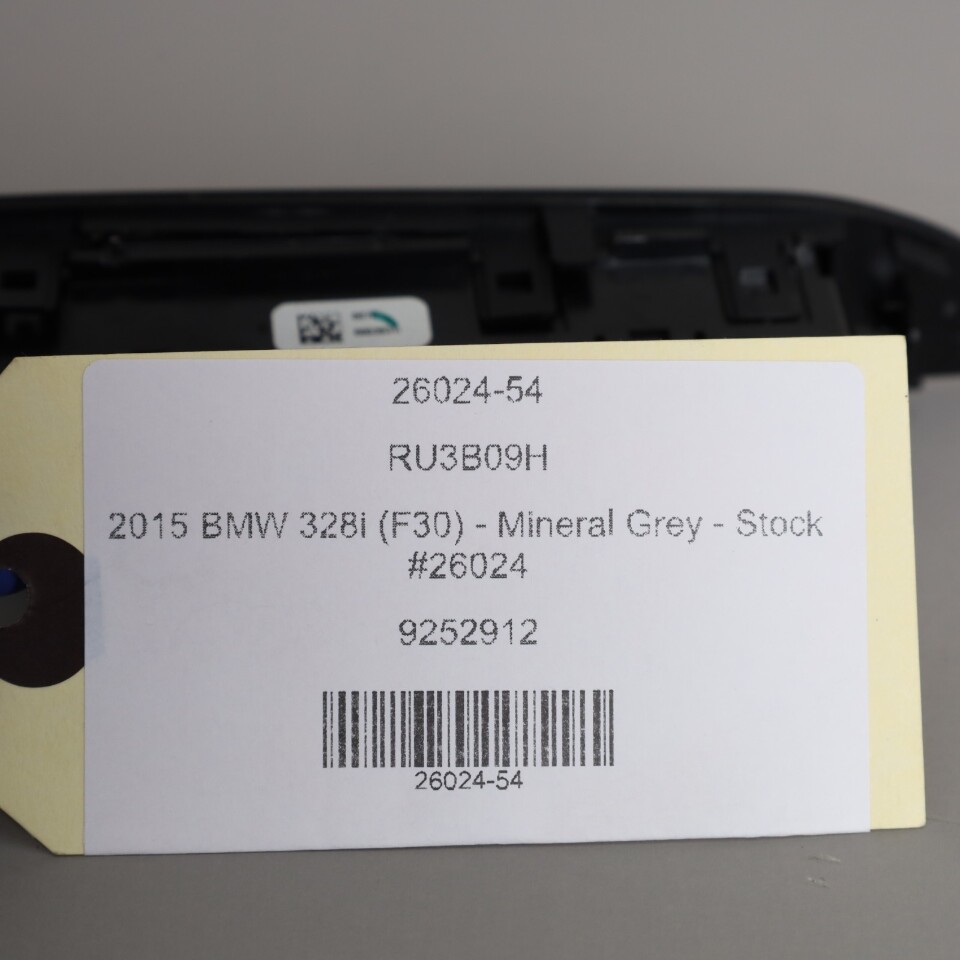 26024-54
RU3B09H
2015 BMW 328i (F30) - Mineral Grey - Stock
#26024
9252912
26024-54